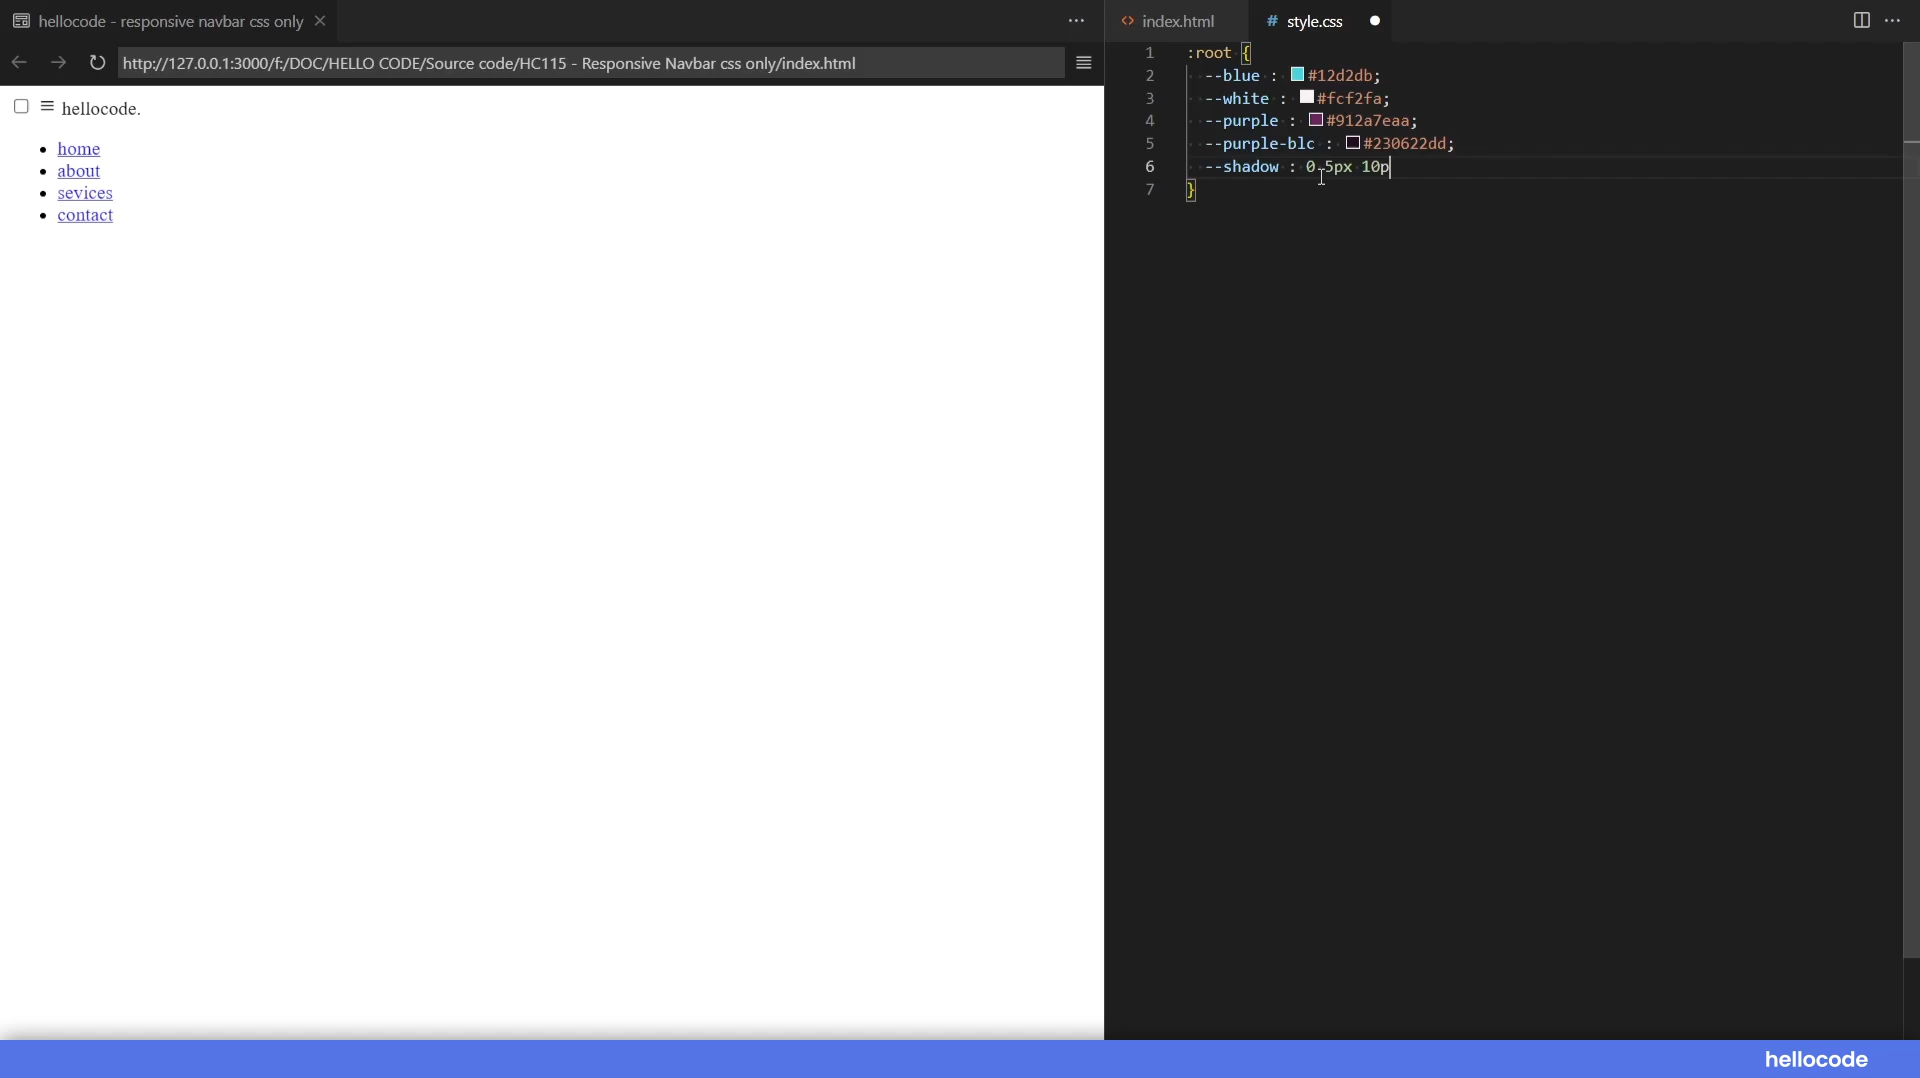 hellocode - responsive navbar css only
http://127.0.0.1:3000/f:/DOC/HELLO CODE/Source code/HC115 - Responsive Navbar css only/index.html
hellocode.
home
about
sevices
contact
index.html
# style.css
1 :root {
2 --blue : #12d2db;
3 --white : #fcf2fa;
4 --purple : #912a7eaa;
5 --purple-blc : #230622dd;
6 --shadow : 0 5px 10p
7 }
hellocode